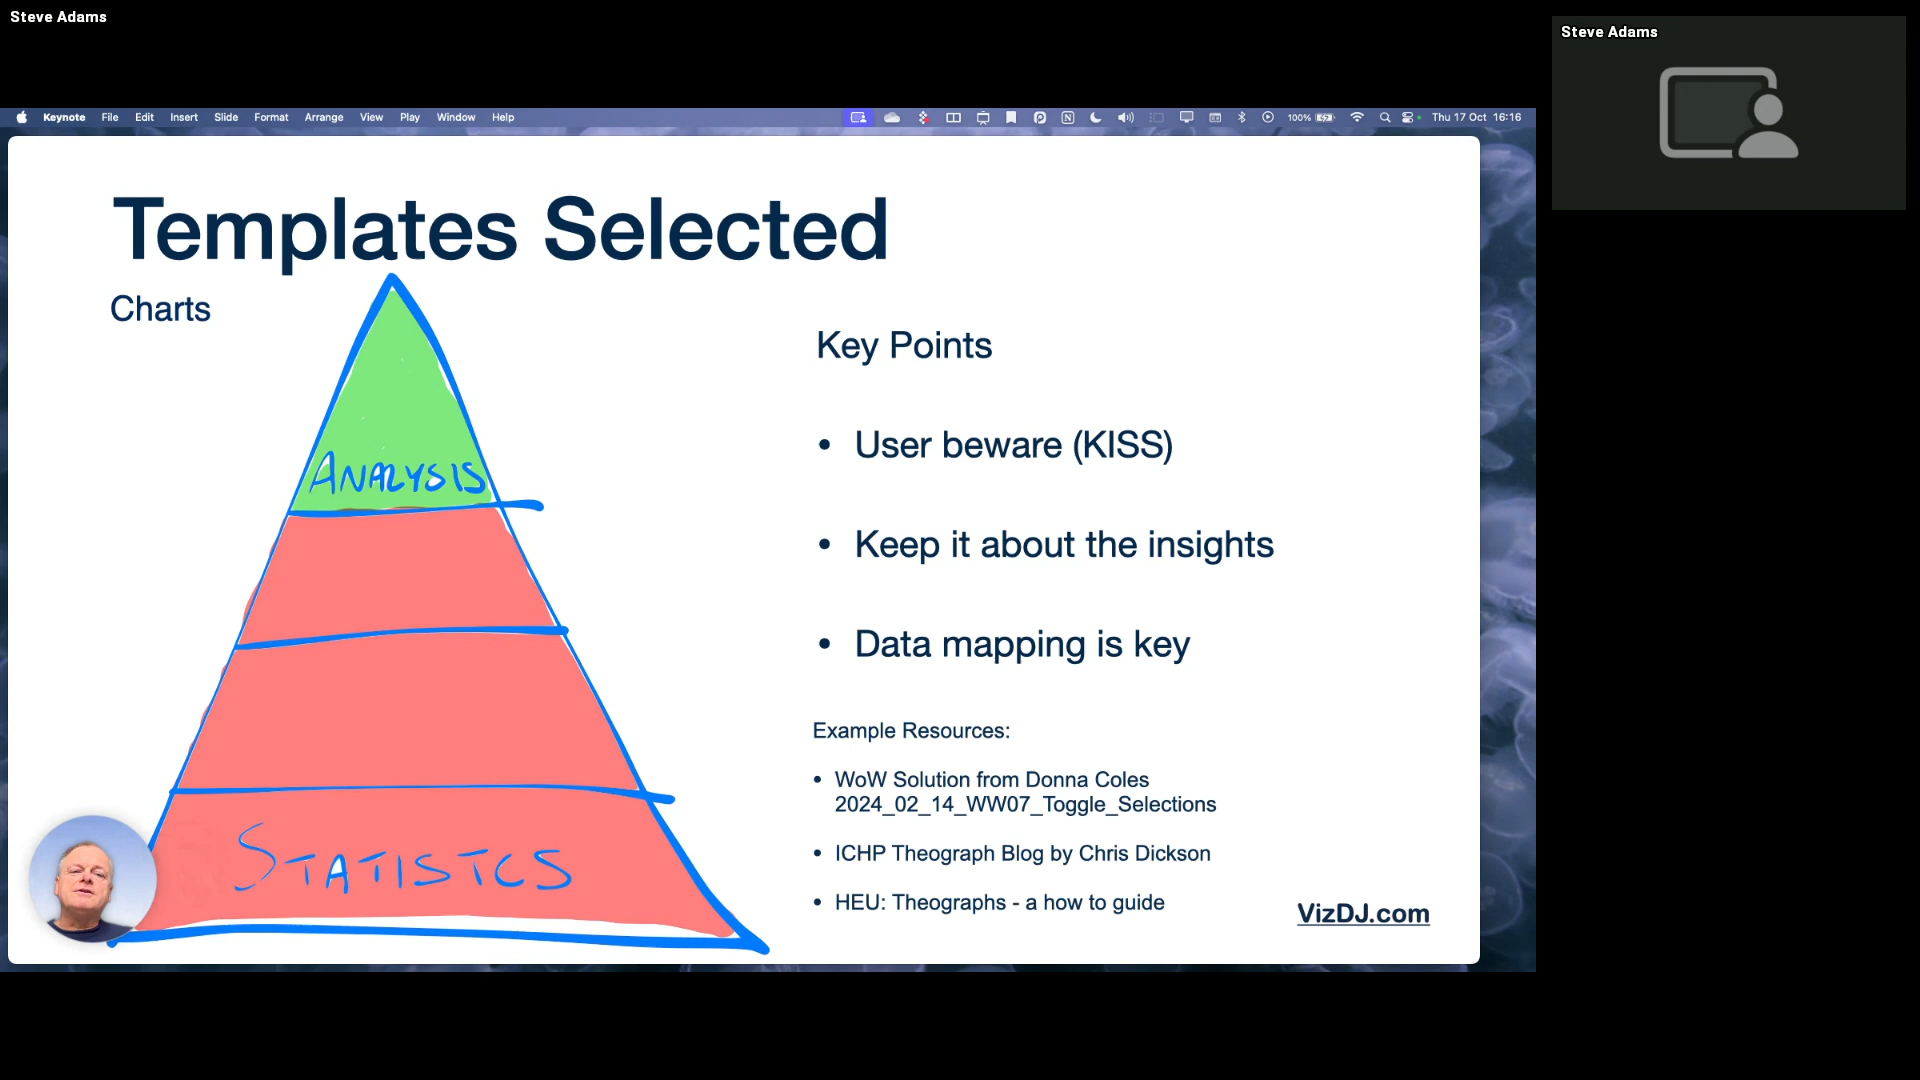 Steve Adams
Steve Adams
Keynote File Edit Insert Slide Format Arrange View Play Window Help
100% Thu 17 Oct 16:16
Templates Selected
Charts
ANALYSIS
STATISTCS
Key Points
• User beware (KISS)
• Keep it about the insights
• Data mapping is key
Example Resources:
• WoW Solution from Donna Coles
2024_02_14_WW07_Toggle_Selections
• ICHP Theograph Blog by Chris Dickson
• HEU: Theographs - a how to guide
VizDJ.com